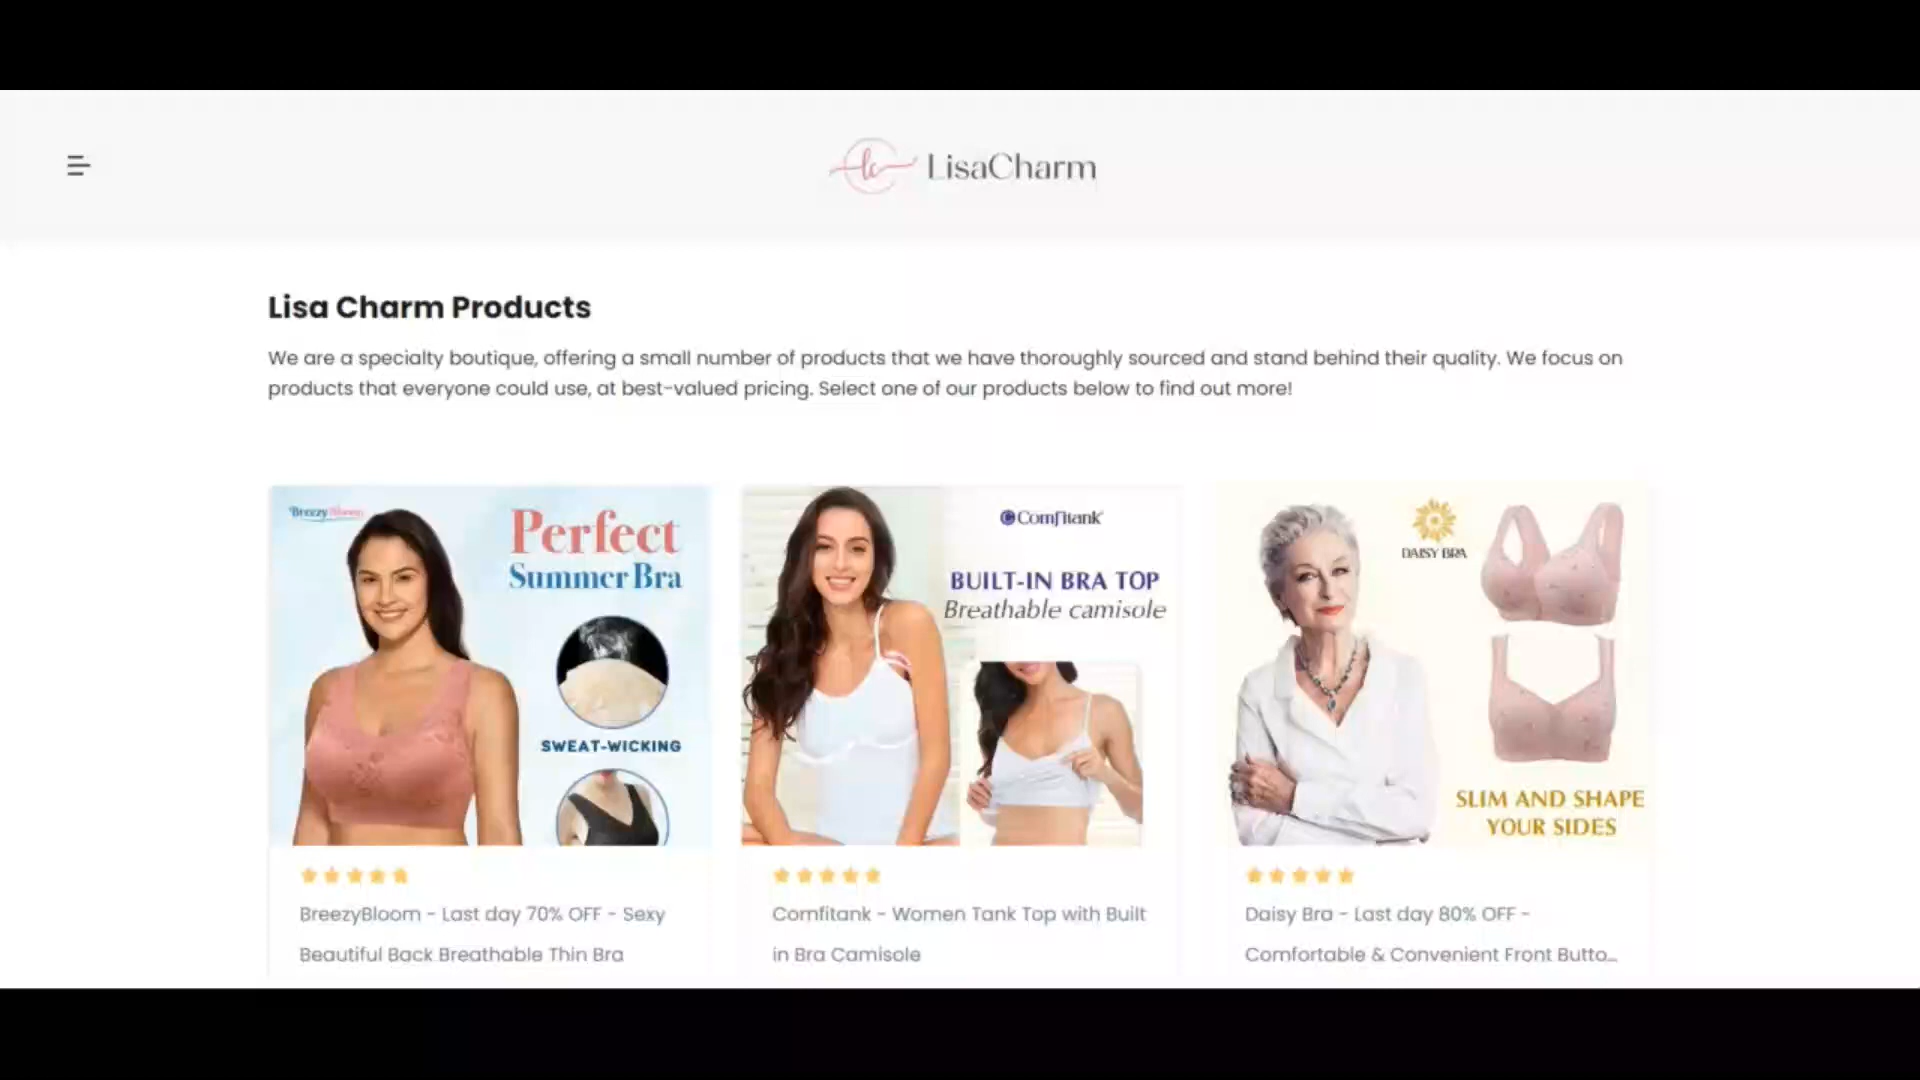 lc LisaCharm
Lisa Charm Products
We are a specialty boutique, offering a small number of products that we have thoroughly sourced and stand behind their quality. We focus on
products that everyone could use, at best-valued pricing. Select one of our products below to find out more!
Breezy Bloom
Perfect
Summer Bra
SWEAT-WICKING
Comfitank
BUILT-IN BRA TOP
Breathable camisole
DAISY BRA
SLIM AND SHAPE
YOUR SIDES
BreezyBloom - Last day 70% OFF - Sexy
Beautiful Back Breathable Thin Bra
Comfitank - Women Tank Top with Built
in Bra Camisole
Daisy Bra - Last day 80% OFF -
Comfortable & Convenient Front Butto...